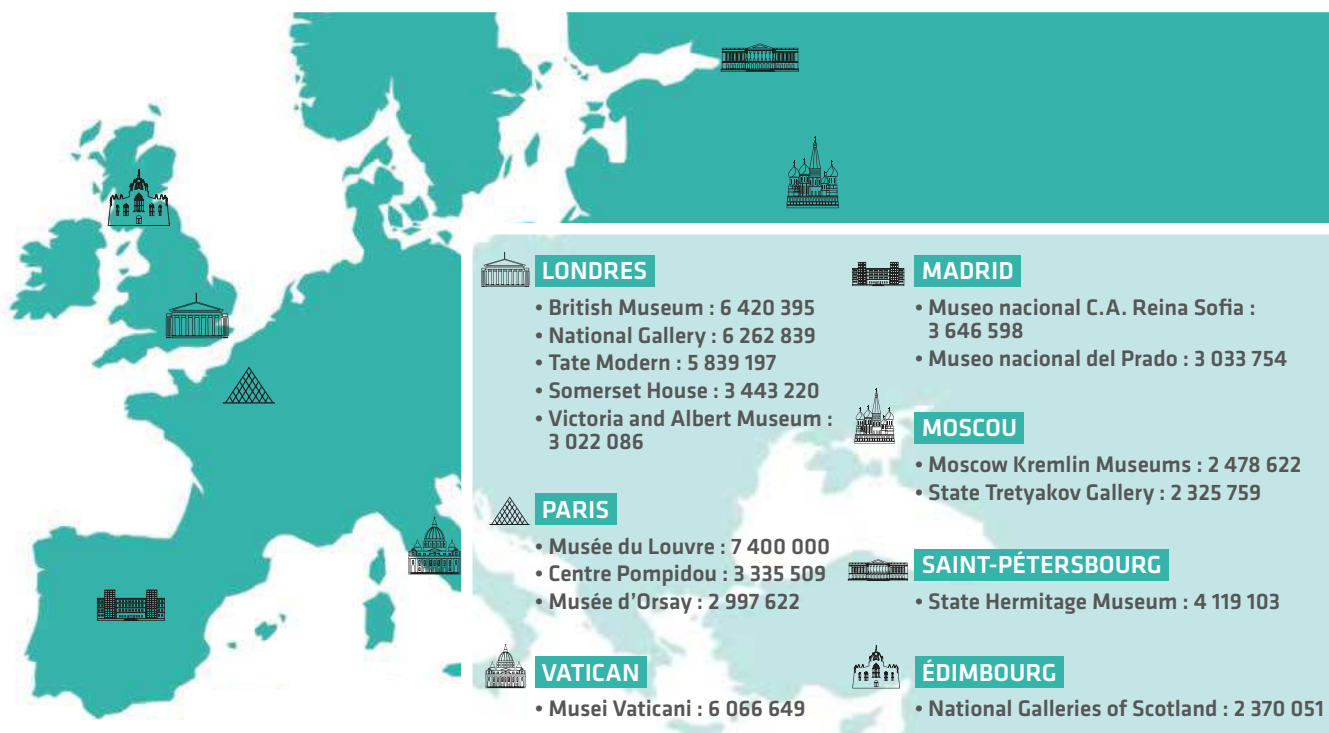 LONDRES
• British Museum : 6 420 395
• National Gallery : 6 262 839
• Tate Modern : 5 839 197
• Somerset House : 3 443 220
• Victoria and Albert Museum :
3 022 086
PARIS
• Musée du Louvre : 7 400 000
• Centre Pompidou : 3 335 509
• Musée d’Orsay : 2 997 622
VATICAN
• Musei Vaticani : 6 066 649
MADRID
• Museo nacional C.A. Reina Sofia :
3 646 598
• Museo nacional del Prado : 3 033 754
MOSCOU
• Moscow Kremlin Museums : 2 478 622
• State Tretyakov Gallery : 2 325 759
SAINT-PÉTERSBOURG
• State Hermitage Museum : 4 119 103
ÉDIMBOURG
• National Galleries of Scotland : 2 370 051